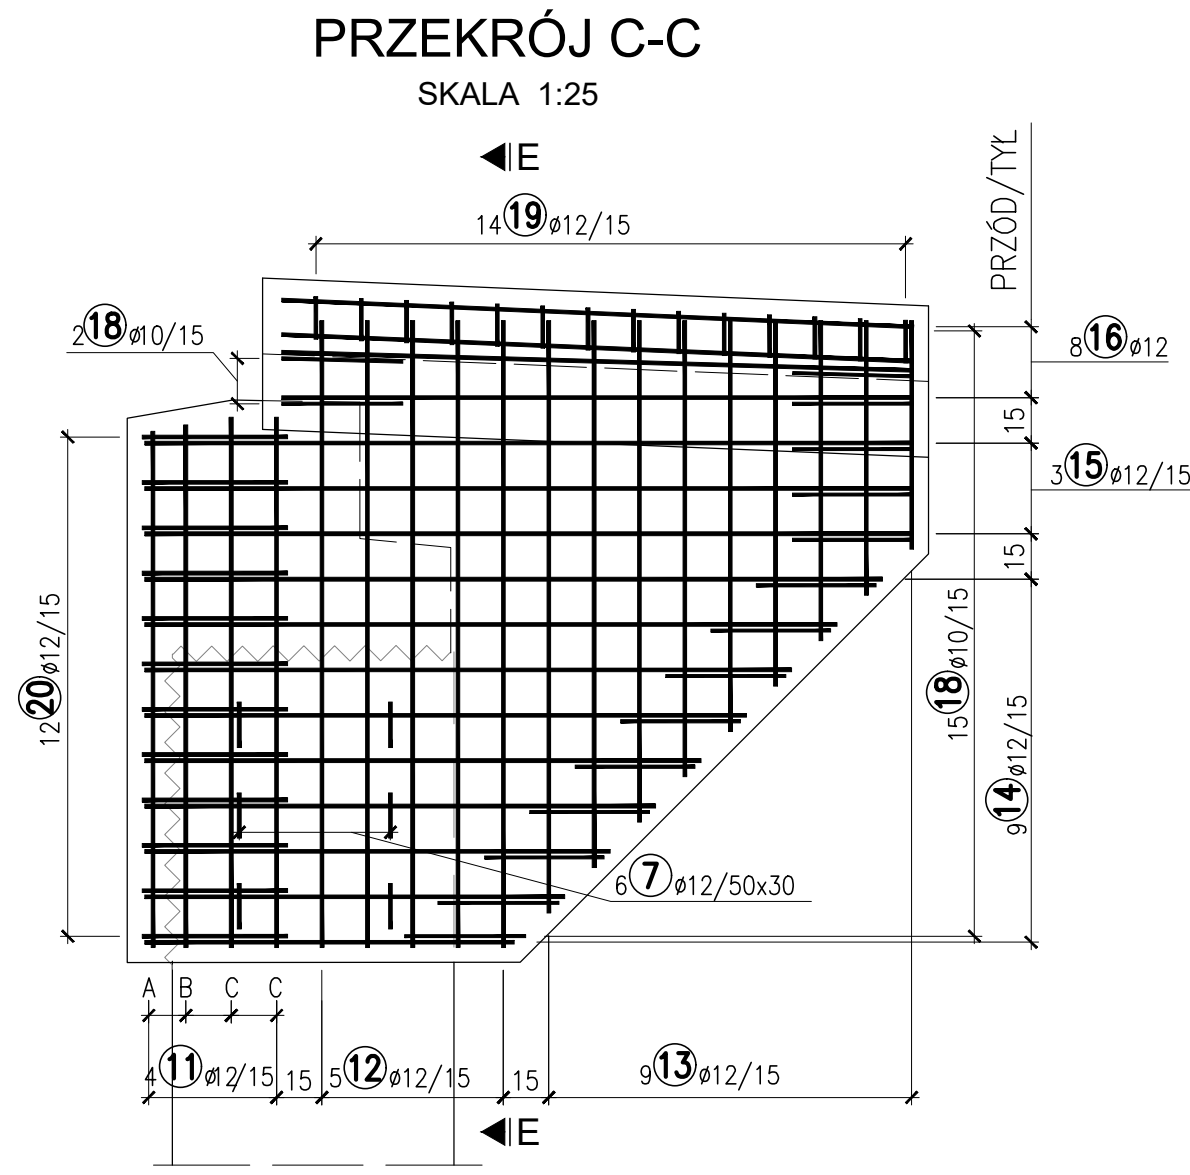 PRZEKRÓJ C-C
SKALA 1:25
E
14 19 ø12/15
PRZÓD/TYŁ
2 18 ø10/15
8 16 ø12
15
3 15 ø12/15
15
12 20 ø12/15
15 18 ø10/15
9 14 ø12/15
6 7 ø12/50x30
A B C C
4 11 ø12/15 15 5 12 ø12/15 15 9 13 ø12/15
E